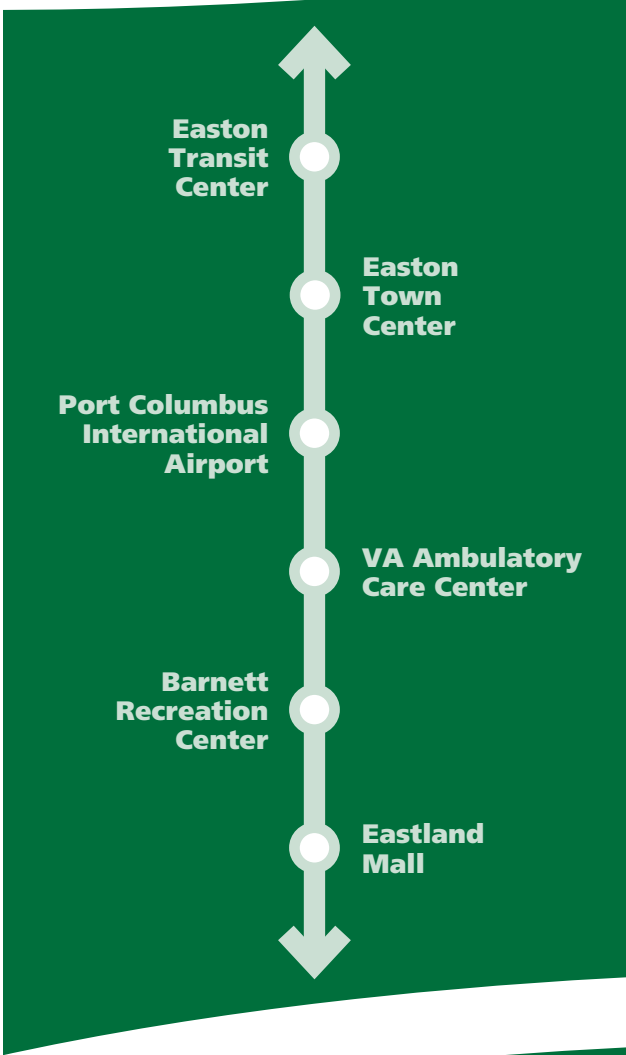 Easton
Transit
Center
Easton
Town
Center
Port Columbus
International
Airport
VA Ambulatory
Care Center
Barnett
Recreation
Center
Eastland
Mall